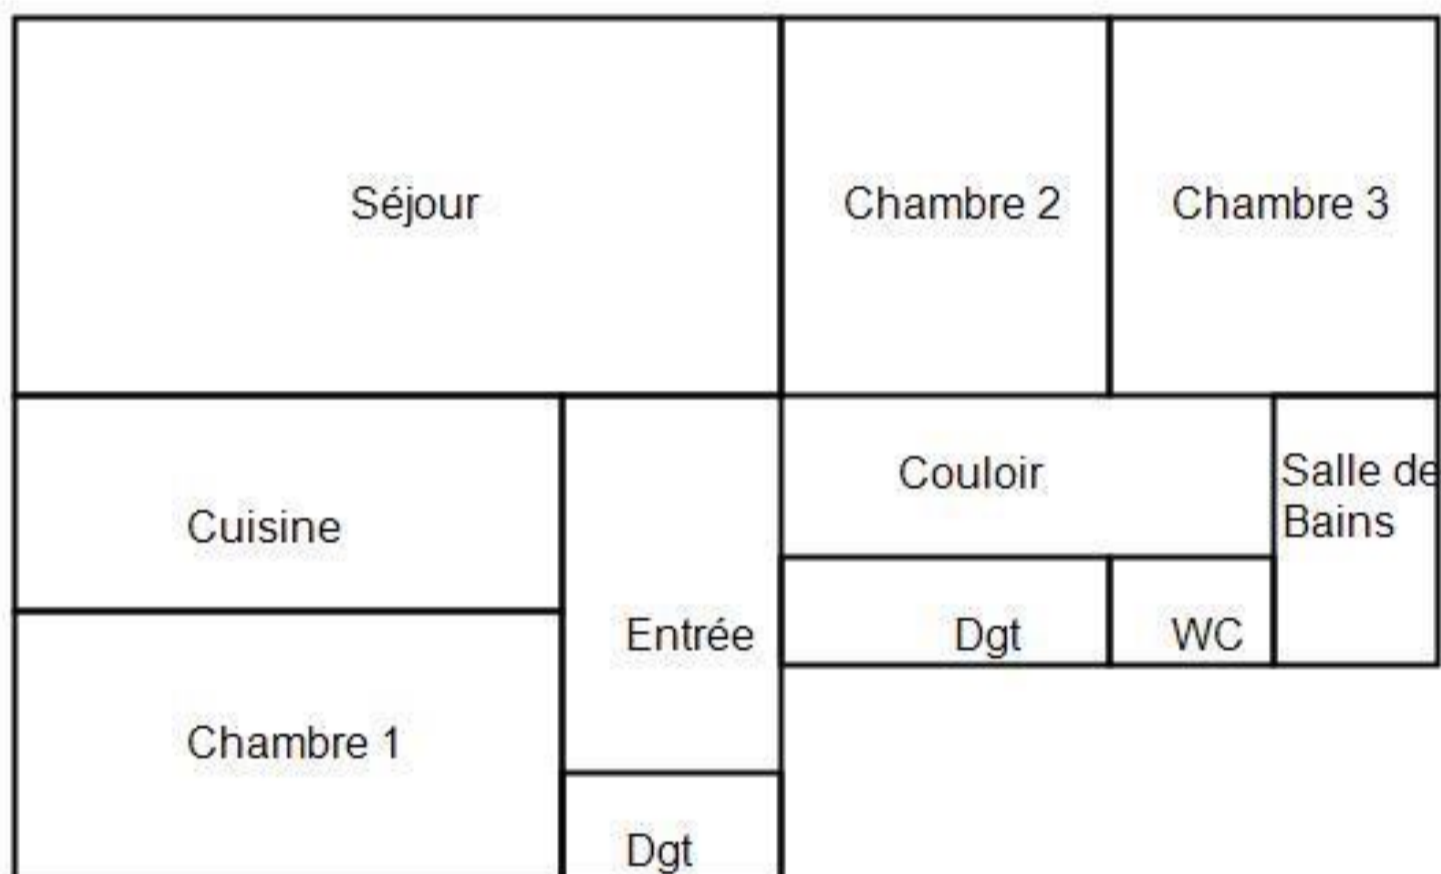 Séjour
Chambre 2
Chambre 3
Cuisine
Entrée
Couloir
Salle de
Bains
Dgt
WC
Chambre 1
Dgt